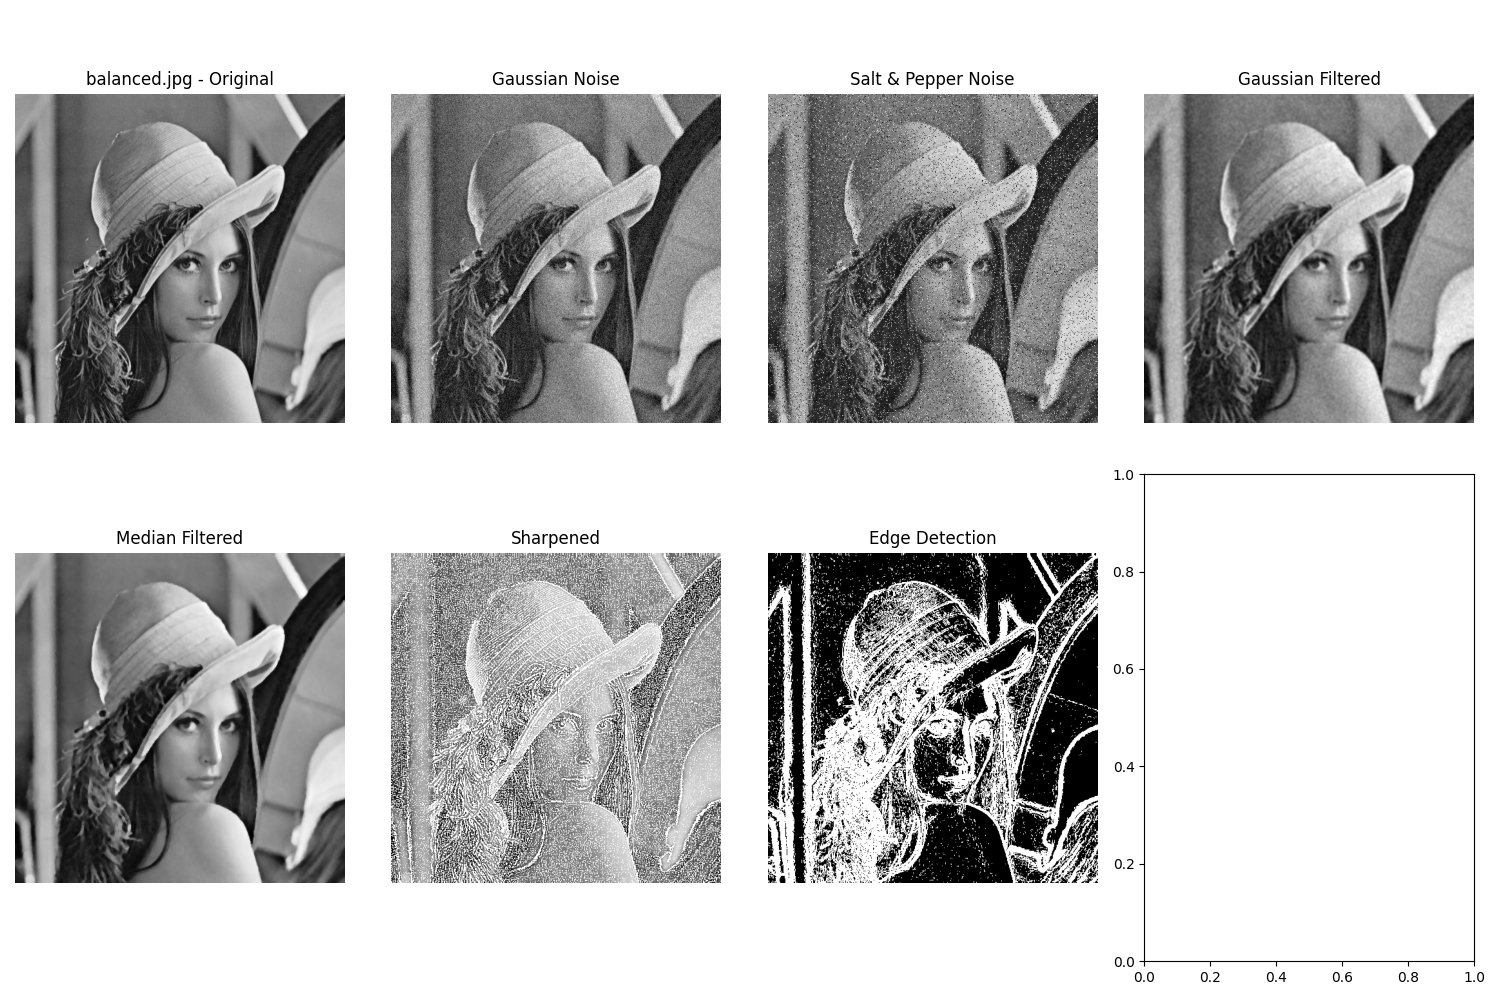 balanced.jpg - Original
Gaussian Noise
Salt & Pepper Noise
Gaussian Filtered
Median Filtered
Sharpened
Edge Detection
1.0
0.8
0.6
0.4
0.2
0.0
0.0 0.2 0.4 0.6 0.8 1.0